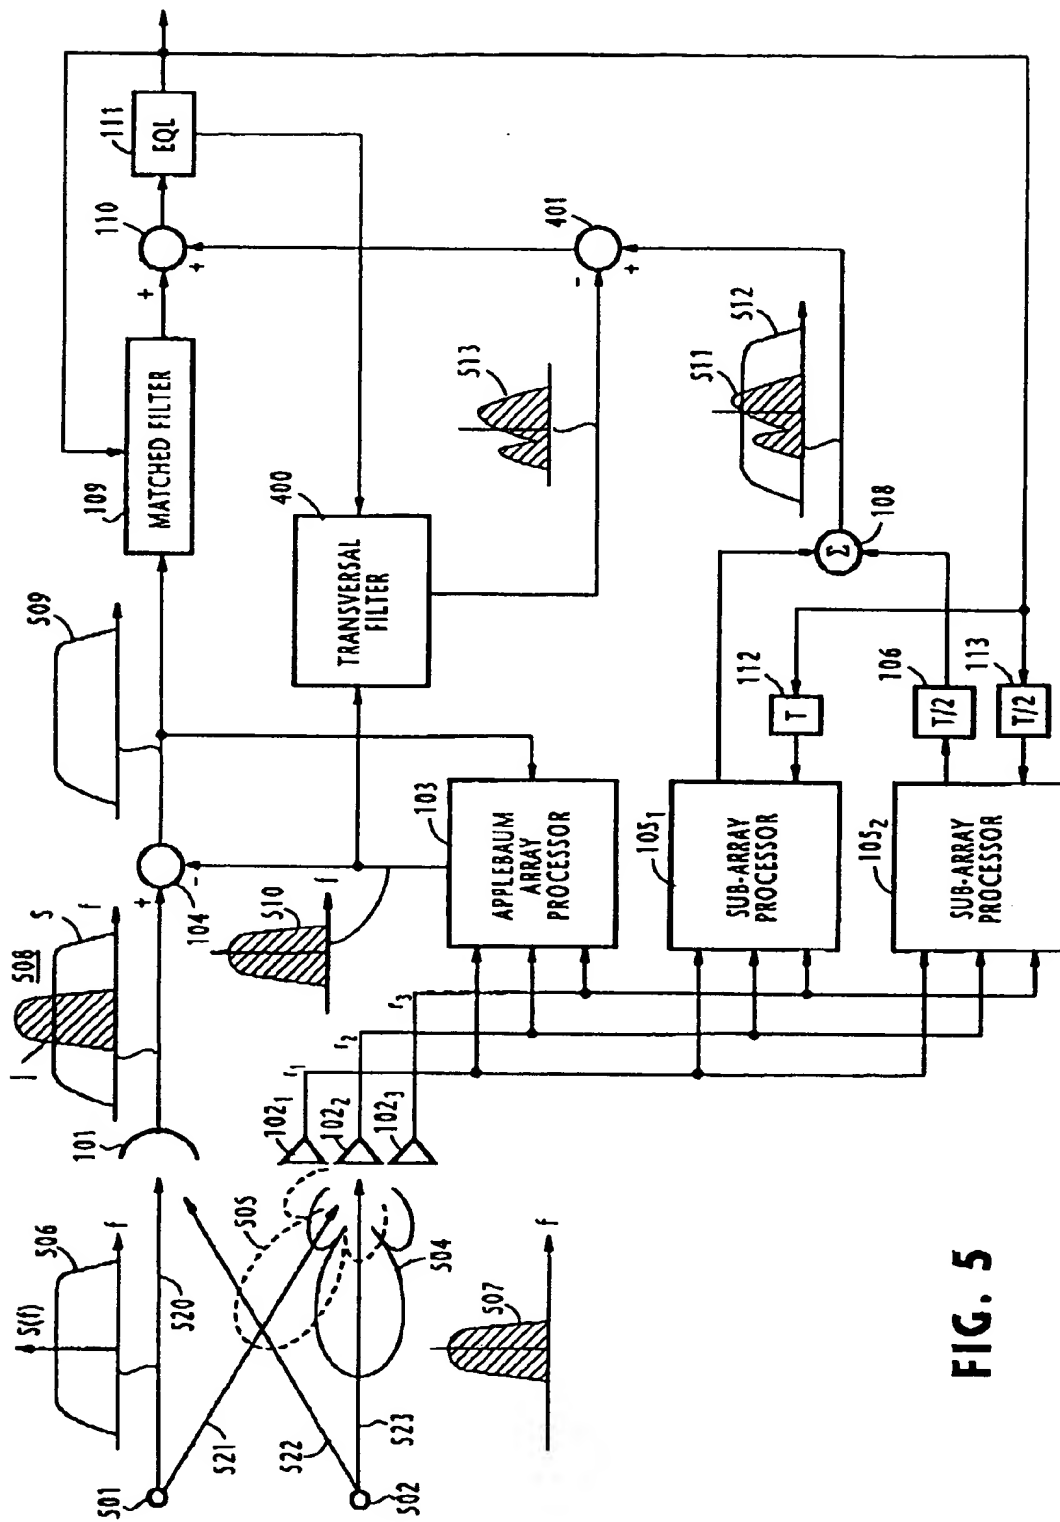 501
502
S(f)
506
f
520
521
522
523
505
504
507
f
101
102₁
102₂
102₃
r₁
r₂
r₃
508
I
S
f
+
-
104
510
f
509
103
APPLEBAUM
ARRAY
PROCESSOR
105₁
SUB-ARRAY
PROCESSOR
105₂
SUB-ARRAY
PROCESSOR
109
MATCHED FILTER
400
TRANSVERSAL
FILTER
112
T
106
T/2
113
T/2
108
Σ
511
512
513
-
+
401
+
+
110
111
EQL
FIG. 5